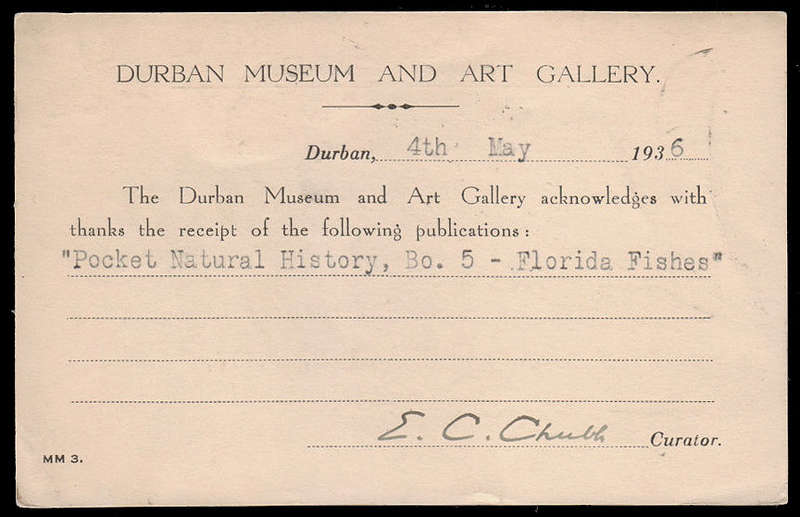 DURBAN MUSEUM AND ART GALLERY.
Durban, 4th May 1936
The Durban Museum and Art Gallery acknowledges with
thanks the receipt of the following publications:
"Pocket Natural History, Bo. 5 - Florida Fishes"
E. C. Chubb Curator.
MM 3.